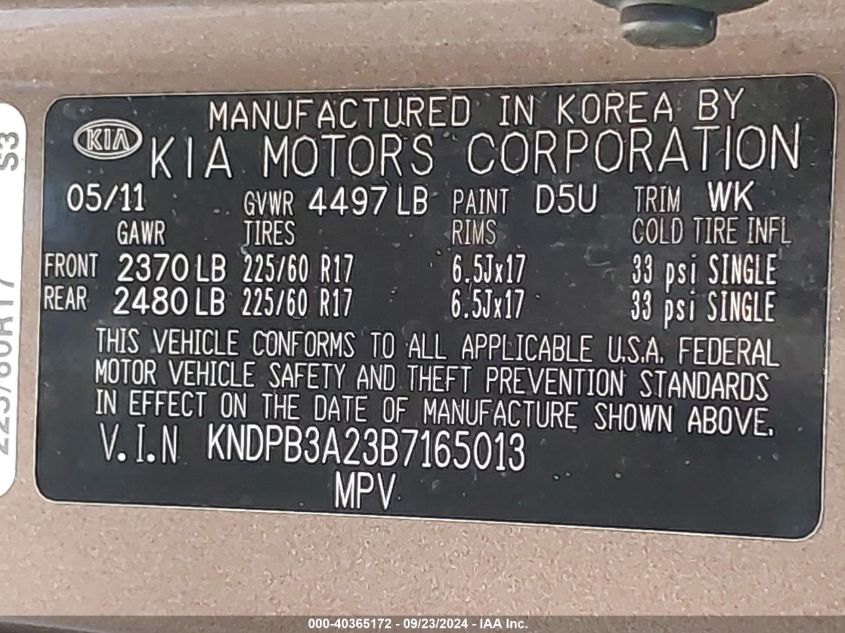 MANUFACTURED IN KOREA BY
KIA KIA MOTORS CORPORATION
05/11 GVWR 4497 LB PAINT D5U TRIM WK
GAWR TIRES RIMS COLD TIRE INFL
FRONT 2370 LB 225/60 R17 6.5Jx17 33 psi SINGLE
REAR 2480 LB 225/60 R17 6.5Jx17 33 psi SINGLE
THIS VEHICLE CONFORMS TO ALL APPLICABLE U.S.A. FEDERAL
MOTOR VEHICLE SAFETY AND THEFT PREVENTION STANDARDS
IN EFFECT ON THE DATE OF MANUFACTURE SHOWN ABOVE.
V.I.N KNDPB3A23B7165013
MPV
225/60R17 S3
000-40365172 - 09/23/2024 - IAA Inc.